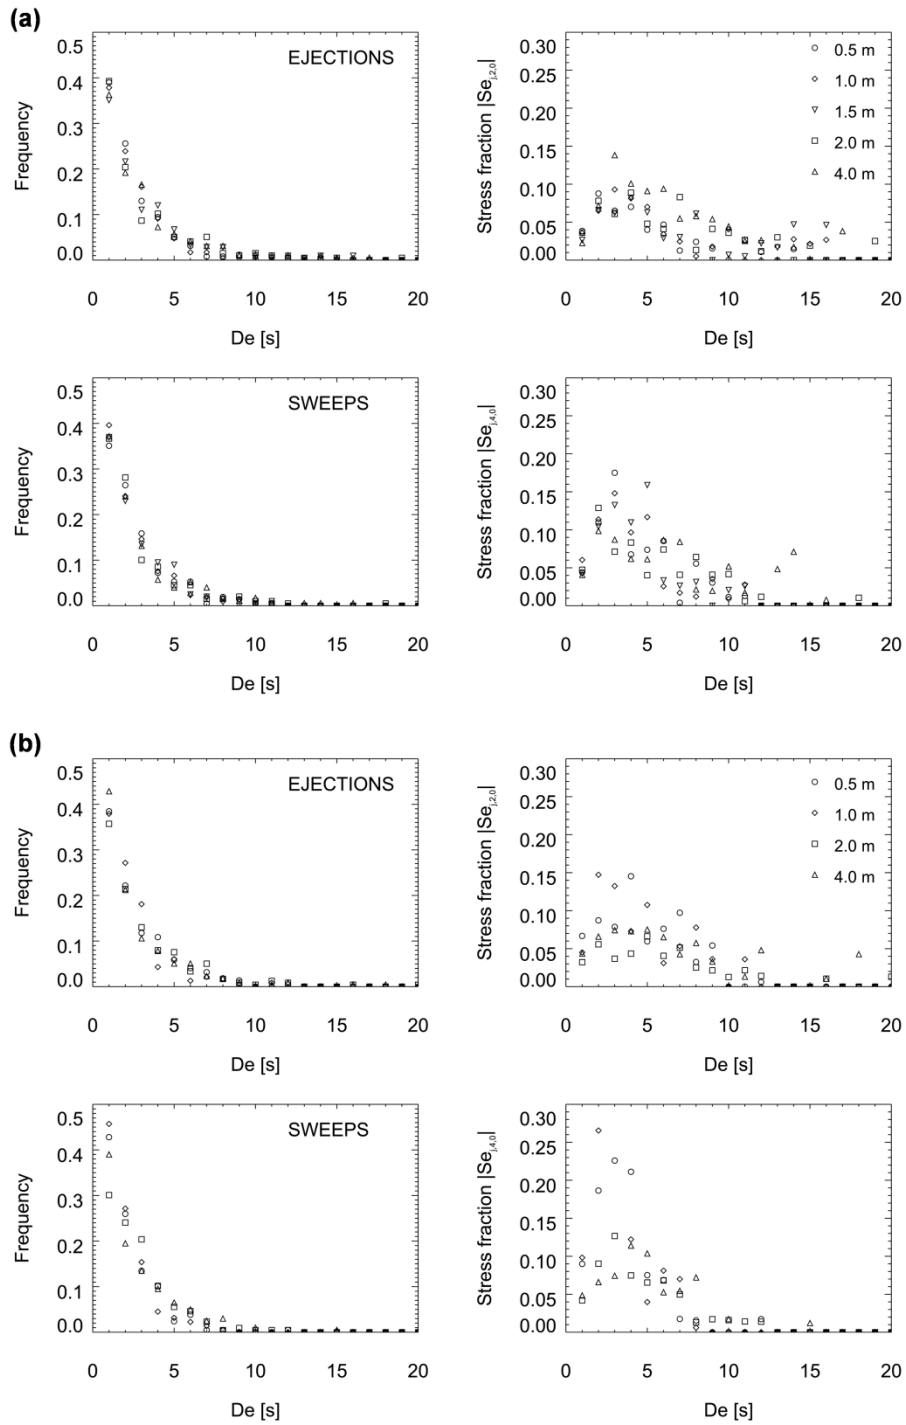 (a)
0.5
0.4
0.3
0.2
0.1
0.0
Frequency
EJECTIONS
0 5 10 15 20
De [s]
0.30
0.25
0.20
0.15
0.10
0.05
0.00
Stress fraction |Se_{j,2,0}|
0.5 m
1.0 m
1.5 m
2.0 m
4.0 m
0 5 10 15 20
De [s]
0.5
0.4
0.3
0.2
0.1
0.0
Frequency
SWEEPS
0 5 10 15 20
De [s]
0.30
0.25
0.20
0.15
0.10
0.05
0.00
Stress fraction |Se_{j,4,0}|
0 5 10 15 20
De [s]
(b)
0.5
0.4
0.3
0.2
0.1
0.0
Frequency
EJECTIONS
0 5 10 15 20
De [s]
0.30
0.25
0.20
0.15
0.10
0.05
0.00
Stress fraction |Se_{j,2,0}|
0.5 m
1.0 m
2.0 m
4.0 m
0 5 10 15 20
De [s]
0.5
0.4
0.3
0.2
0.1
0.0
Frequency
SWEEPS
0 5 10 15 20
De [s]
0.30
0.25
0.20
0.15
0.10
0.05
0.00
Stress fraction |Se_{j,4,0}|
0 5 10 15 20
De [s]